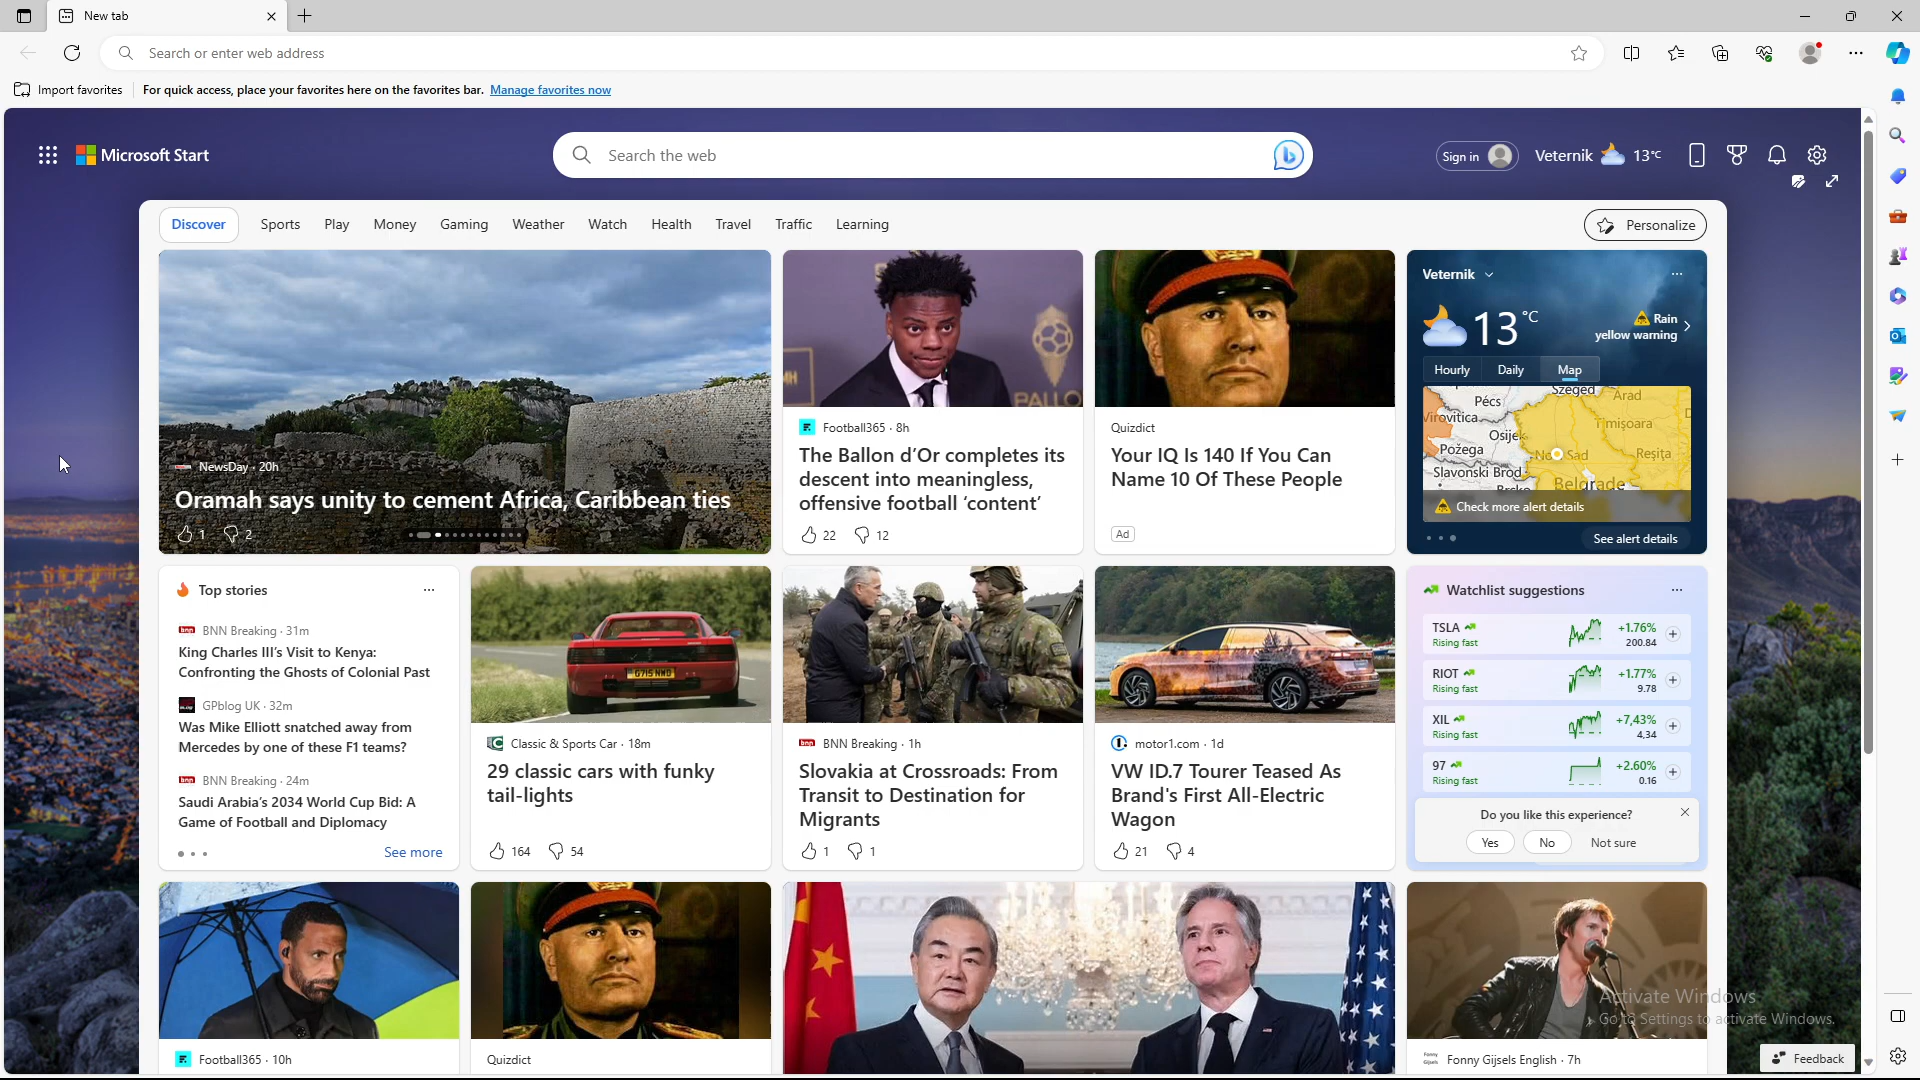 New tab
Search or enter web address
Import favorites
For quick access, place your favorites here on the favorites bar. Manage favorites now
Microsoft Start
Search the web
Sign in
Veternik
13°C
Discover
Sports
Play
Money
Gaming
Weather
Watch
Health
Travel
Traffic
Learning
Personalize
NewsDay · 20h
Oramah says unity to cement Africa, Caribbean ties
1
2
PALLO
Football365 · 8h
The Ballon d'Or completes its
descent into meaningless,
offensive football 'content'
22
12
Quizdict
Your IQ Is 140 If You Can
Name 10 Of These People
Ad
Veternik
13 °C
Rain
yellow warning
Hourly
Daily
Map
Szeged
Arad
Pécs
Virovitica
Timișoara
Osijek
Požega
Novi Sad
Reșița
Slavonski Brod
Brcko
Belgrade
Check more alert details
See alert details
Top stories
BNN Breaking · 31m
King Charles III's Visit to Kenya:
Confronting the Ghosts of Colonial Past
GPblog UK · 32m
Was Mike Elliott snatched away from
Mercedes by one of these F1 teams?
BNN Breaking · 24m
Saudi Arabia's 2034 World Cup Bid: A
Game of Football and Diplomacy
See more
G715 NWD
Classic & Sports Car · 18m
29 classic cars with funky
tail-lights
164
54
BNN Breaking · 1h
Slovakia at Crossroads: From
Transit to Destination for
Migrants
1
1
motor1.com · 1d
VW ID.7 Tourer Teased As
Brand's First All-Electric
Wagon
21
4
Watchlist suggestions
TSLA
Rising fast
+1.76%
200.84
RIOT
Rising fast
+1.77%
9.78
XIL
Rising fast
+7,43%
4,34
97
Rising fast
+2.60%
0.16
Do you like this experience?
Yes
No
Not sure
Football365 · 10h
Quizdict
Fonny Gijsels English · 7h
Activate Windows
Go to Settings to activate Windows.
Feedback